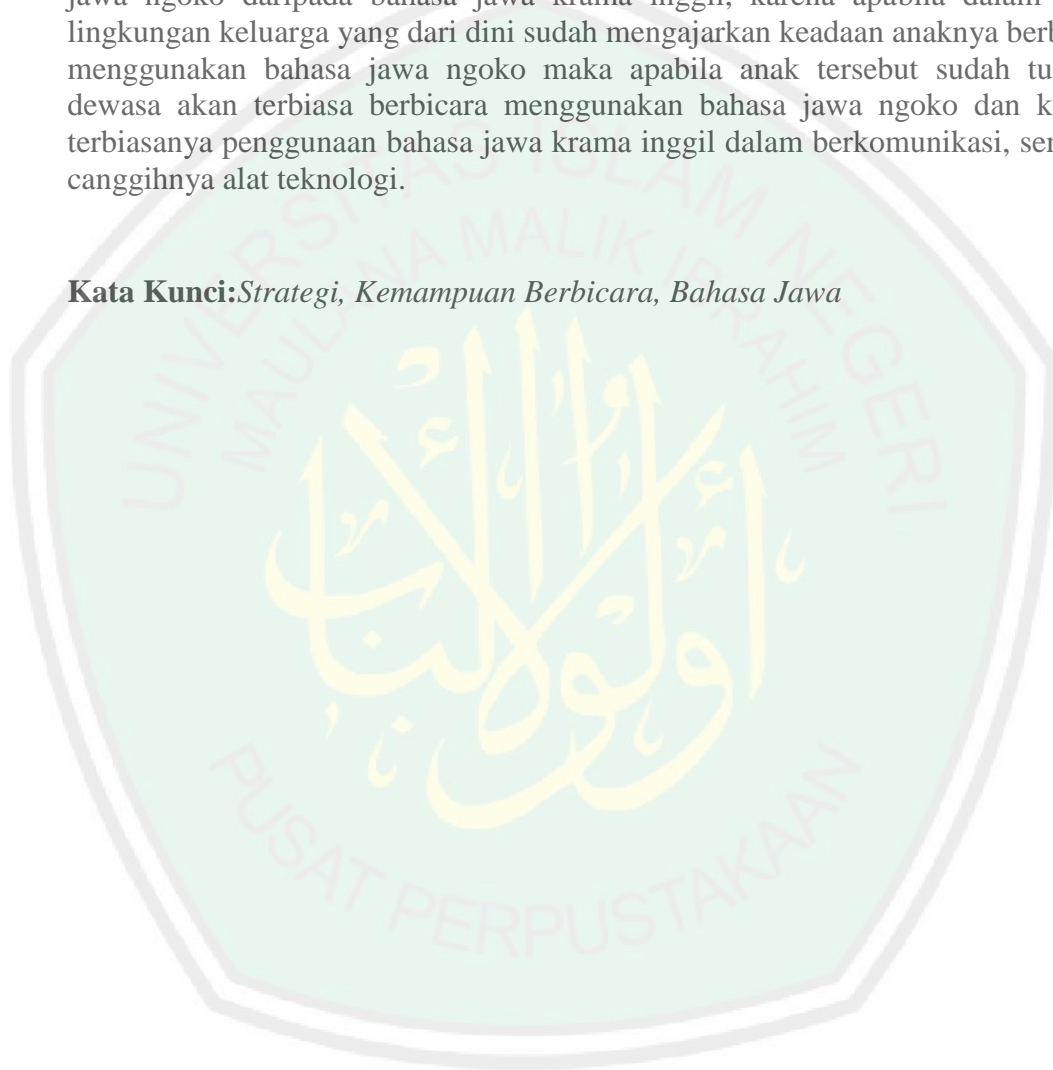 jawa ngoko daripada bahasa jawa krama inggil, karena apabila dalam
lingkungan keluarga yang dari dini sudah mengajarkan keadaan anaknya
menggunakan bahasa jawa ngoko maka apabila anak tersebut sudah
dewasa akan terbiasa berbicara menggunakan bahasa jawa ngoko dan
terbiasanya penggunaan bahasa jawa krama inggil dalam berkomunikasi,
canggihnya alat teknologi.
Kata Kunci:Strategi, Kemampuan Berbicara, Bahasa Jawa
UNIVERSITAS ISLAM NEGERI
MAULANA MALIK IBRAHIM
أولوا الألباب
PUSAT PERPUSTAKAAN